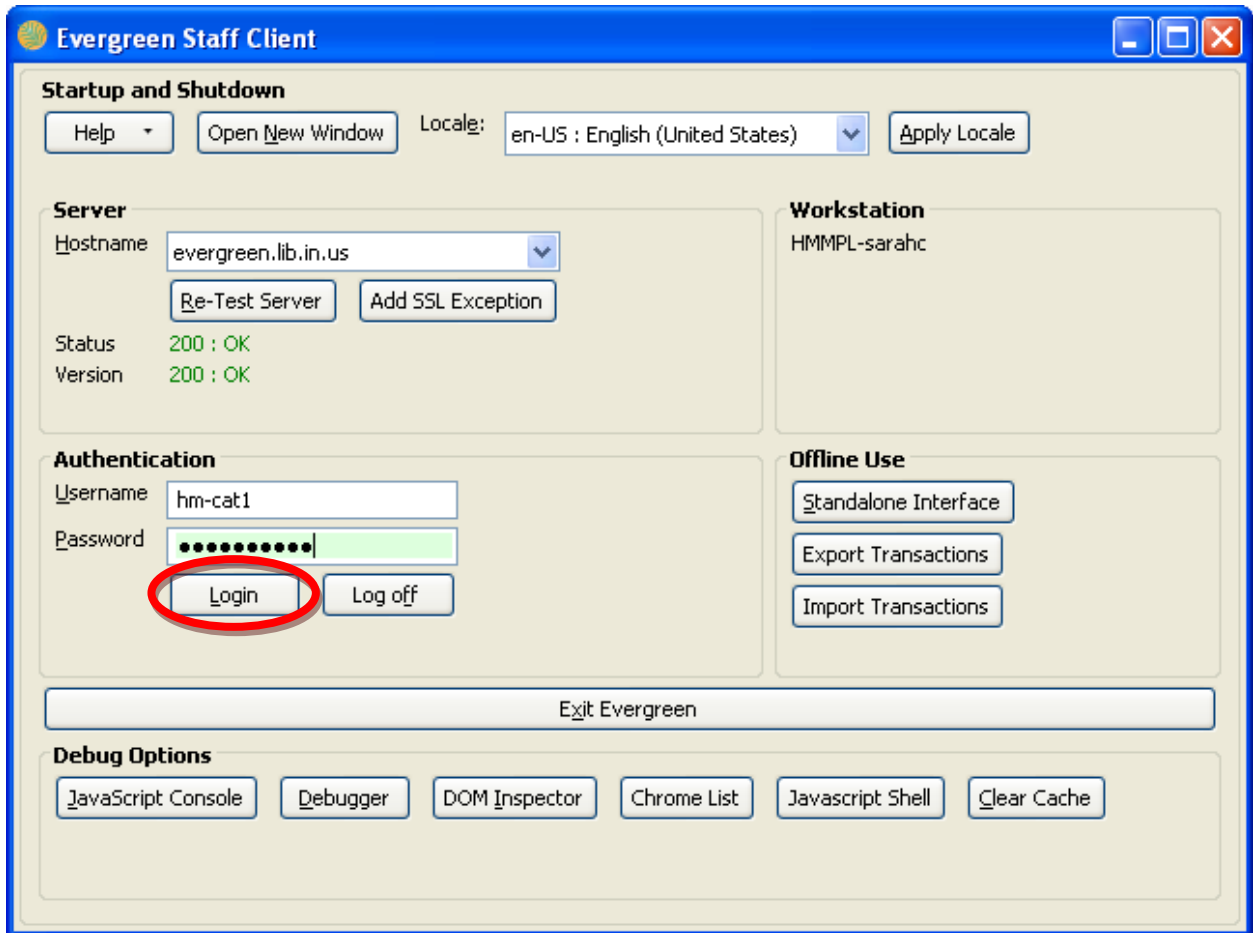 Evergreen Staff Client
Startup and Shutdown
Help Open New Window Locale: en-US : English (United States) Apply Locale
Server
Hostname evergreen.lib.in.us
Re-Test Server Add SSL Exception
Status 200 : OK
Version 200 : OK
Workstation
HMMPL-sarahc
Authentication
Username hm-cat1
Password ●●●●●●●●●●
Login Log off
Offline Use
Standalone Interface
Export Transactions
Import Transactions
Exit Evergreen
Debug Options
JavaScript Console Debugger DOM Inspector Chrome List Javascript Shell Clear Cache